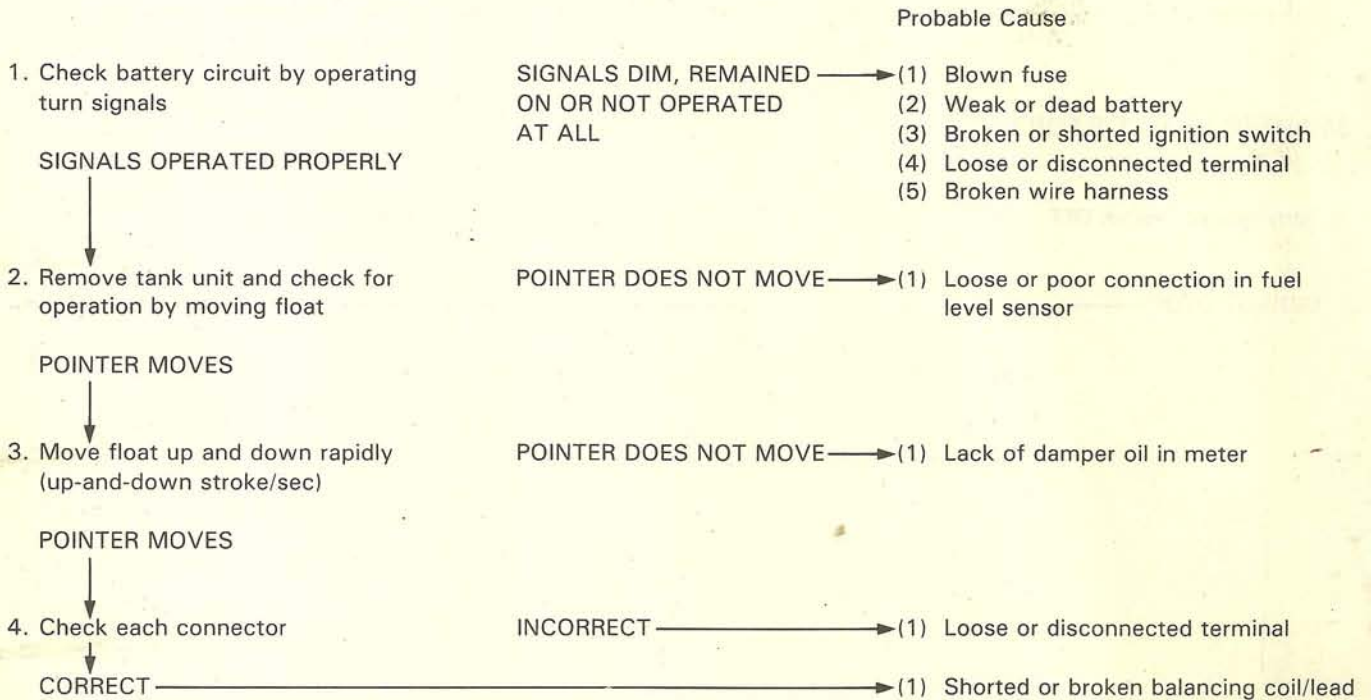 Probable Cause
1. Check battery circuit by operating
turn signals
SIGNALS DIM, REMAINED
ON OR NOT OPERATED
AT ALL
(1) Blown fuse
(2) Weak or dead battery
(3) Broken or shorted ignition switch
(4) Loose or disconnected terminal
(5) Broken wire harness
SIGNALS OPERATED PROPERLY
2. Remove tank unit and check for
operation by moving float
POINTER DOES NOT MOVE
(1) Loose or poor connection in fuel
level sensor
POINTER MOVES
3. Move float up and down rapidly
(up-and-down stroke/sec)
POINTER DOES NOT MOVE
(1) Lack of damper oil in meter
POINTER MOVES
4. Check each connector
INCORRECT
(1) Loose or disconnected terminal
CORRECT
(1) Shorted or broken balancing coil/lead